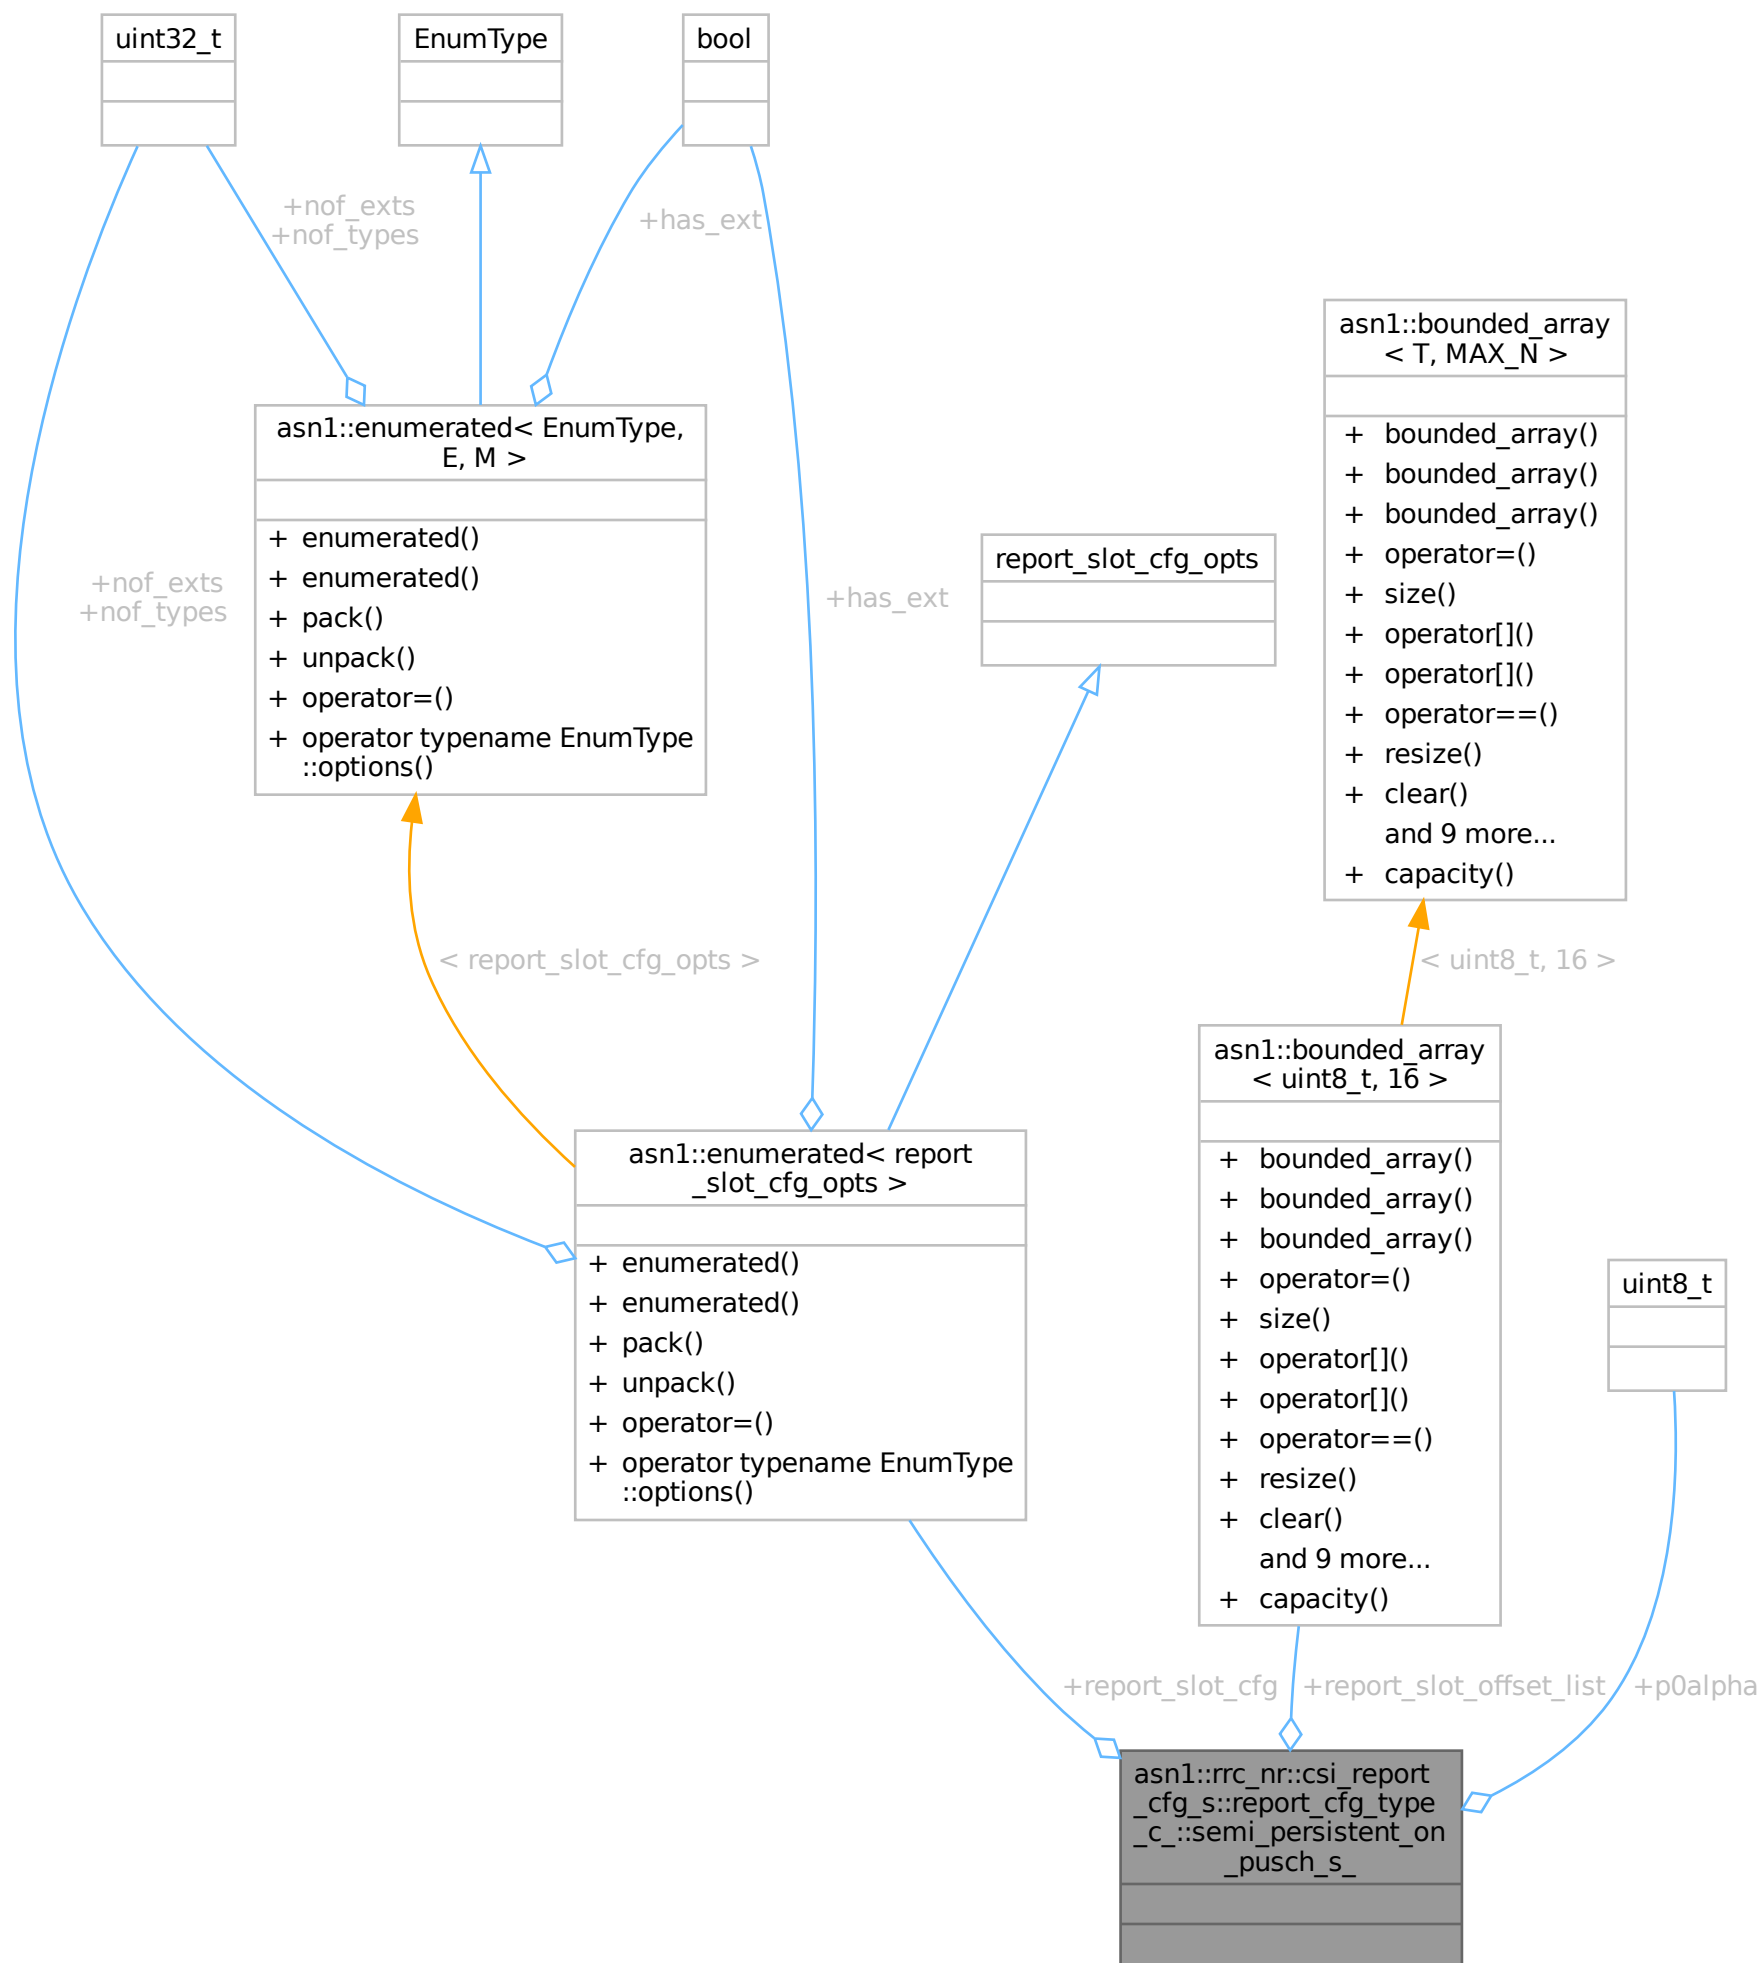 uint32_t
EnumType
bool
+nof_exts
+nof_types
+has_ext
asn1::bounded_array
< T, MAX_N >
+ bounded_array()
+ bounded_array()
+ bounded_array()
+ operator=()
+ size()
+ operator[]()
+ operator[]()
+ operator==()
+ resize()
+ clear()
and 9 more...
+ capacity()
asn1::enumerated< EnumType,
E, M >
+ enumerated()
+ enumerated()
+ pack()
+ unpack()
+ operator=()
+ operator typename EnumType
::options()
report_slot_cfg_opts
+nof_exts
+nof_types
+has_ext
< report_slot_cfg_opts >
< uint8_t, 16 >
asn1::bounded_array
< uint8_t, 16 >
+ bounded_array()
+ bounded_array()
+ bounded_array()
+ operator=()
+ size()
+ operator[]()
+ operator[]()
+ operator==()
+ resize()
+ clear()
and 9 more...
+ capacity()
asn1::enumerated< report
_slot_cfg_opts >
+ enumerated()
+ enumerated()
+ pack()
+ unpack()
+ operator=()
+ operator typename EnumType
::options()
uint8_t
+report_slot_cfg
+report_slot_offset_list
+p0alpha
asn1::rrc_nr::csi_report
_cfg_s::report_cfg_type
_c_::semi_persistent_on
_pusch_s_